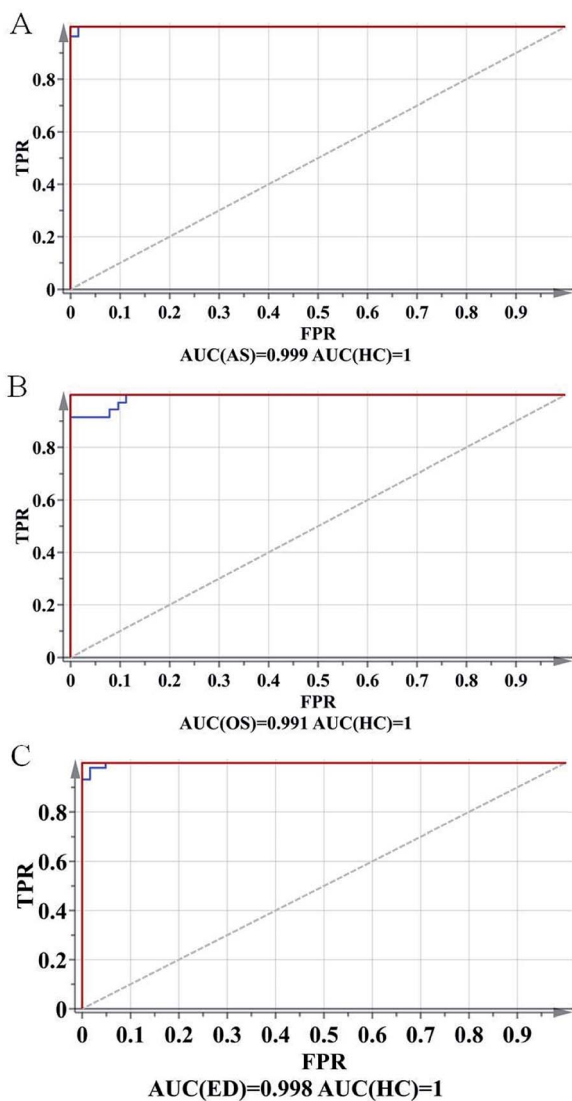 A
TPR
0.8
0.6
0.4
0.2
0
0 0.1 0.2 0.3 0.4 0.5 0.6 0.7 0.8 0.9
FPR
AUC(AS)=0.999 AUC(HC)=1
B
TPR
0.8
0.6
0.4
0.2
0
0 0.1 0.2 0.3 0.4 0.5 0.6 0.7 0.8 0.9
FPR
AUC(OS)=0.991 AUC(HC)=1
C
TPR
0.8
0.6
0.4
0.2
0
0 0.1 0.2 0.3 0.4 0.5 0.6 0.7 0.8 0.9
FPR
AUC(ED)=0.998 AUC(HC)=1